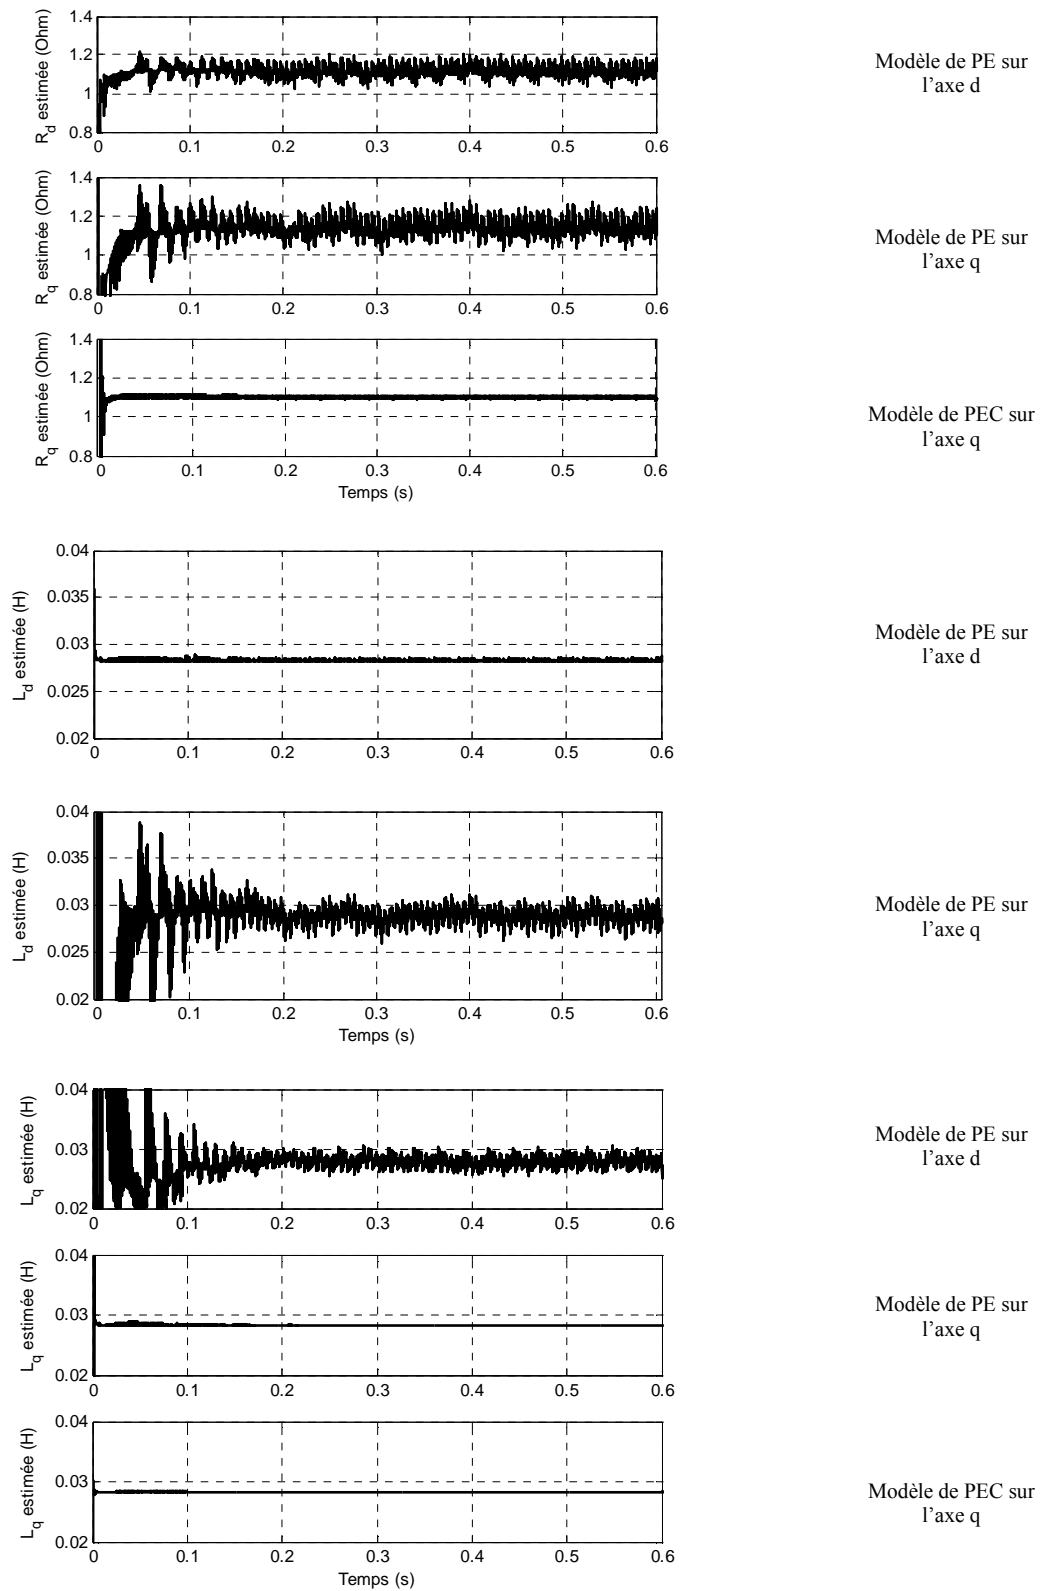 R_d estimée (Ohm)
1.4
1.2
1
0.8
0 0.1 0.2 0.3 0.4 0.5 0.6
Modèle de PE sur
l'axe d
R_q estimée (Ohm)
1.4
1.2
1
0.8
0 0.1 0.2 0.3 0.4 0.5 0.6
Modèle de PE sur
l'axe q
R_q estimée (Ohm)
1.4
1.2
1
0.8
0 0.1 0.2 0.3 0.4 0.5 0.6
Temps (s)
Modèle de PEC sur
l'axe q
L_d estimée (H)
0.04
0.035
0.03
0.025
0.02
0 0.1 0.2 0.3 0.4 0.5 0.6
Modèle de PE sur
l'axe d
L_d estimée (H)
0.04
0.035
0.03
0.025
0.02
0 0.1 0.2 0.3 0.4 0.5 0.6
Temps (s)
Modèle de PE sur
l'axe q
L_q estimée (H)
0.04
0.03
0.02
0 0.1 0.2 0.3 0.4 0.5 0.6
Modèle de PE sur
l'axe d
L_q estimée (H)
0.04
0.03
0.02
0 0.1 0.2 0.3 0.4 0.5 0.6
Modèle de PE sur
l'axe q
L_q estimée (H)
0.04
0.03
0.02
0 0.1 0.2 0.3 0.4 0.5 0.6
Temps (s)
Modèle de PEC sur
l'axe q